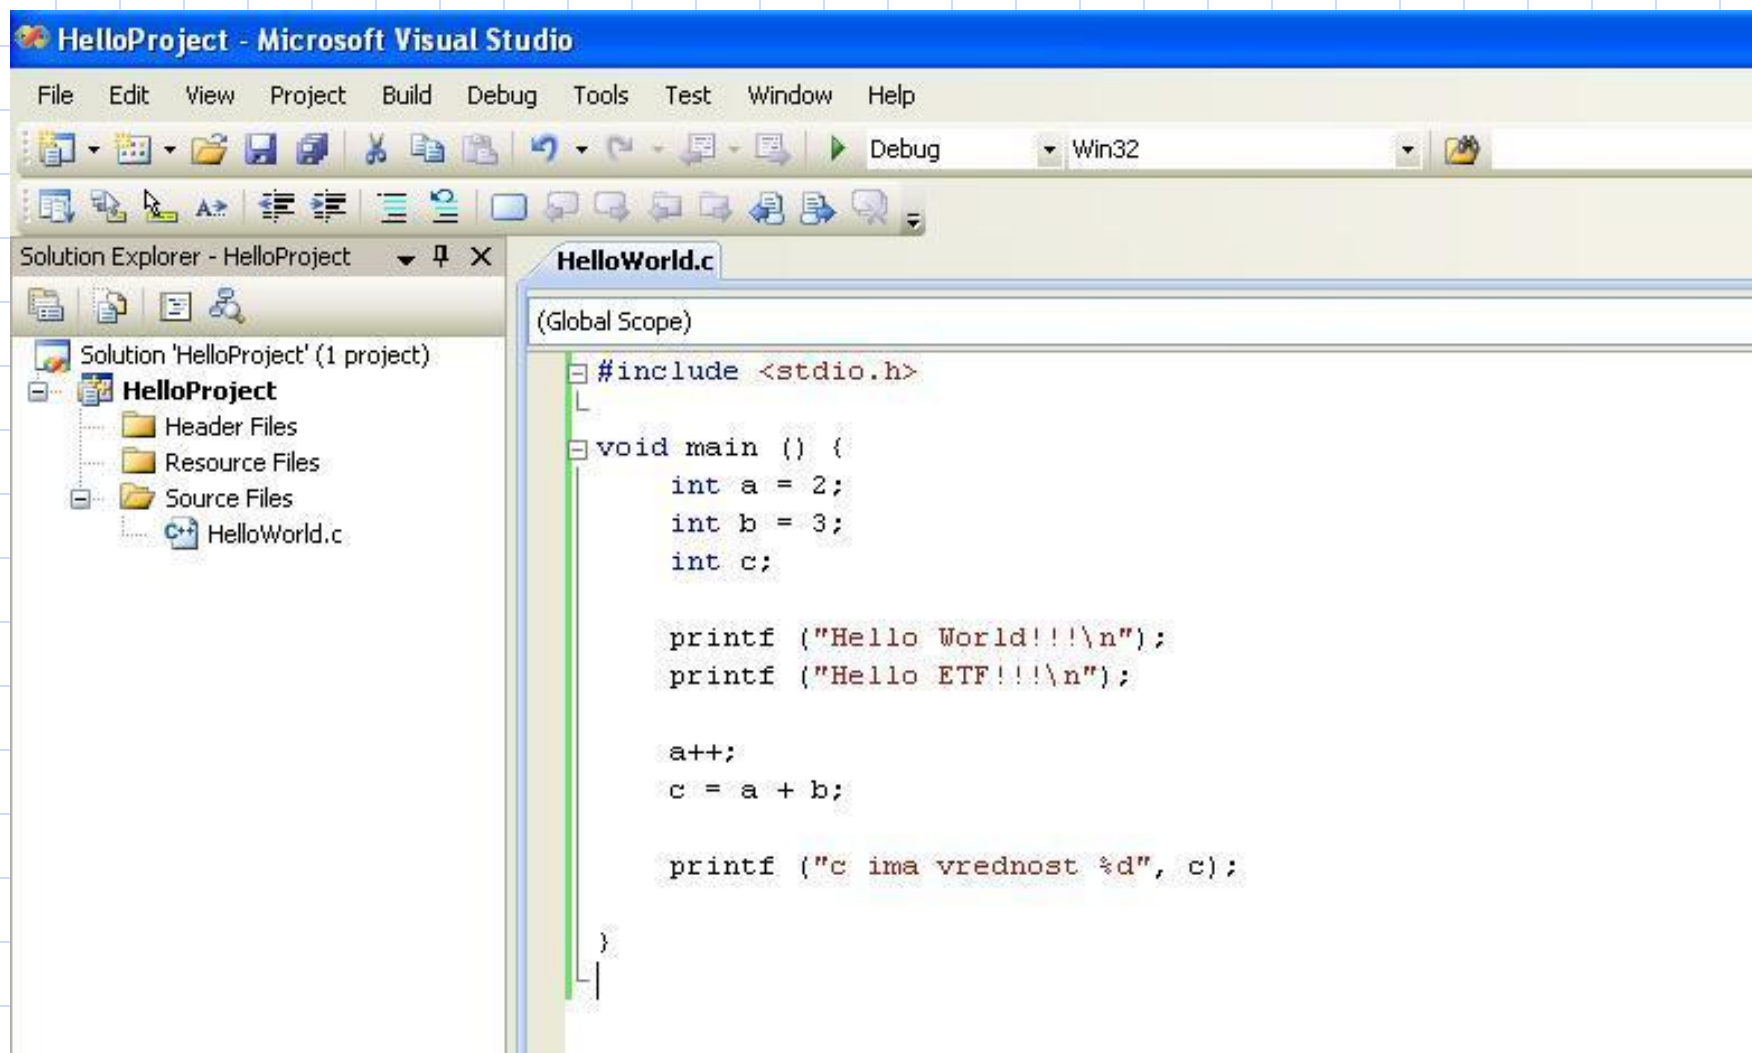 HelloProject - Microsoft Visual Studio
File Edit View Project Build Debug Tools Test Window Help
Debug Win32
Solution Explorer - HelloProject
HelloWorld.c
(Global Scope)
Solution 'HelloProject' (1 project)
HelloProject
Header Files
Resource Files
Source Files
HelloWorld.c
#include <stdio.h>
void main () {
int a = 2;
int b = 3;
int c;
printf ("Hello World!!!\n");
printf ("Hello ETF!!!\n");
a++;
c = a + b;
printf ("c ima vrednost %d", c);
}